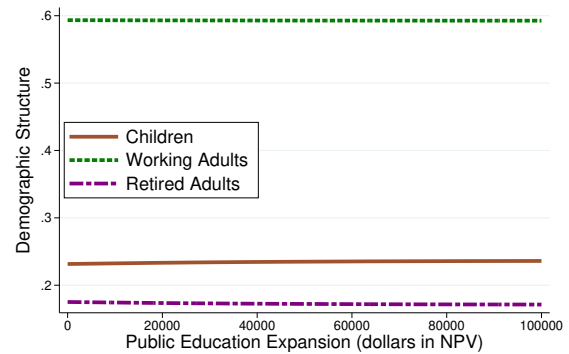 .6
.5
.4
.3
.2
Demographic Structure
Children
Working Adults
Retired Adults
0
20000
40000
60000
80000
100000
Public Education Expansion (dollars in NPV)